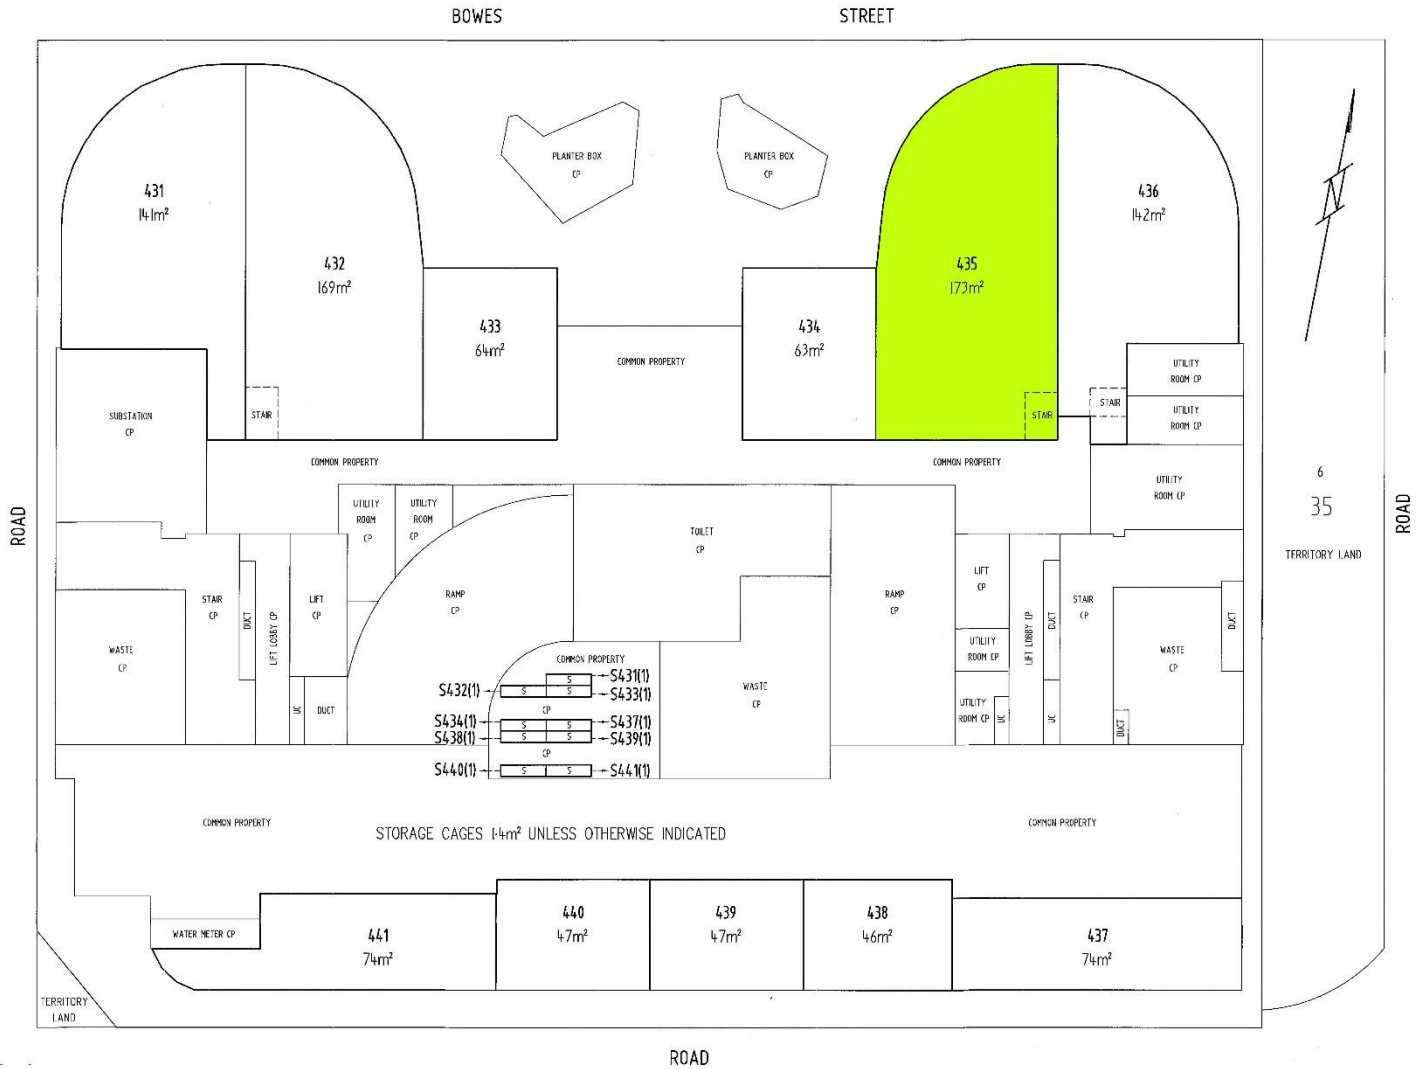 BOWES STREET
431
141m²
432
169m²
433
64m²
PLANTER BOX
CP
PLANTER BOX
CP
434
63m²
435
173m²
436
142m²
COMMON PROPERTY
STAIR
STAIR
STAIR
SUBSTATION
CP
UTILITY
ROOM CP
UTILITY
ROOM CP
UTILITY
ROOM CP
COMMON PROPERTY
COMMON PROPERTY
6
35
TERRITORY LAND
ROAD
ROAD
N
UTILITY
ROOM
CP
UTILITY
ROOM
CP
TOILET
CP
RAMP
CP
RAMP
CP
STAIR
CP
DUCT
LIFT LOBBY CP
LIFT
CP
UC
DUCT
WASTE
CP
LIFT
CP
UTILITY
ROOM CP
UTILITY
ROOM CP
UC
LIFT LOBBY CP
DUCT
UC
STAIR
CP
DUCT
WASTE
CP
DUCT
COMMON PROPERTY
S S431(1)
S432(1) S S S433(1)
CP
S434(1) S S S437(1)
S438(1) S S S439(1)
CP
S440(1) S S S441(1)
WASTE
CP
COMMON PROPERTY
COMMON PROPERTY
STORAGE CAGES 1·4m² UNLESS OTHERWISE INDICATED
WATER METER CP
441
74m²
440
47m²
439
47m²
438
46m²
437
74m²
TERRITORY
LAND
ROAD